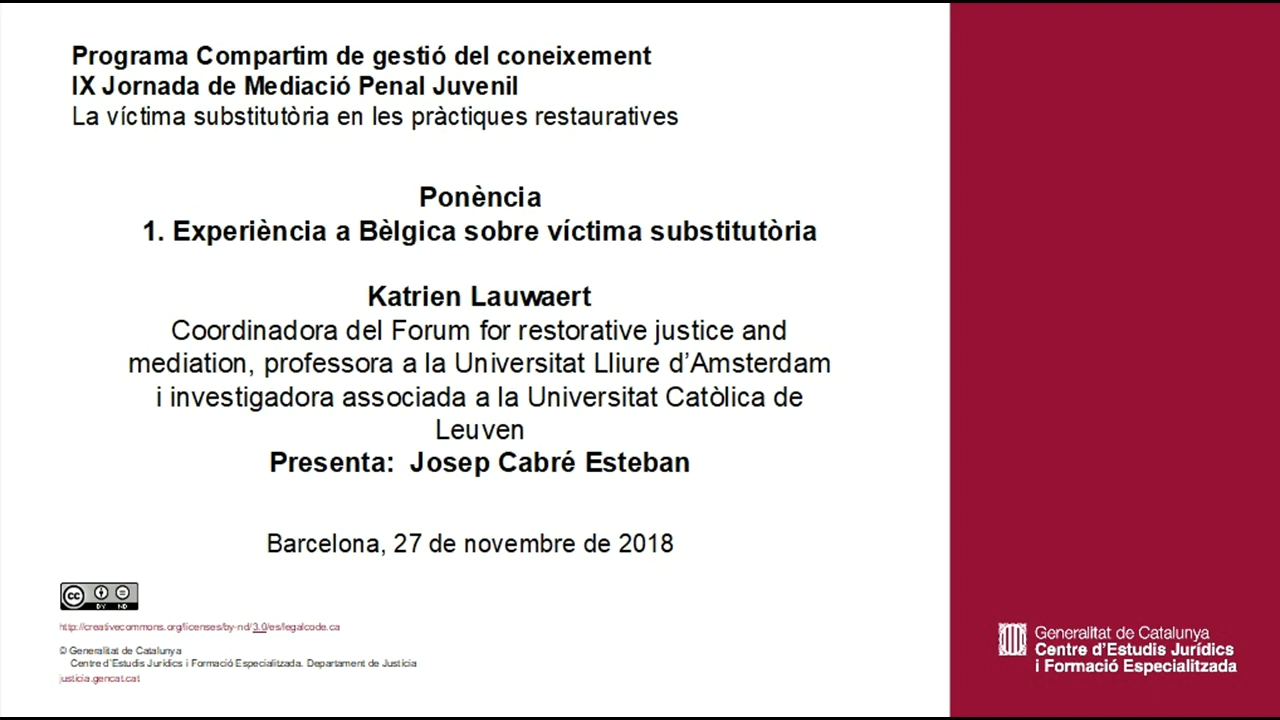 Programa Compartim de gestió del coneixement
IX Jornada de Mediació Penal Juvenil
La víctima substitutòria en les pràctiques restauratives
Ponència
1. Experiència a Bèlgica sobre víctima substitutòria
Katrien Lauwaert
Coordinadora del Forum for restorative justice and
mediation, professora a la Universitat Lliure d'Amsterdam
i investigadora associada a la Universitat Catòlica de
Leuven
Presenta: Josep Cabré Esteban
Barcelona, 27 de novembre de 2018
cc BY ND
http://creativecommons.org/licenses/by-nd/3.0/es/legalcode.ca
© Generalitat de Catalunya
Centre d'Estudis Jurídics i Formació Especialitzada. Departament de Justícia
justicia.gencat.cat
Generalitat de Catalunya
Centre d'Estudis Jurídics
i Formació Especialitzada